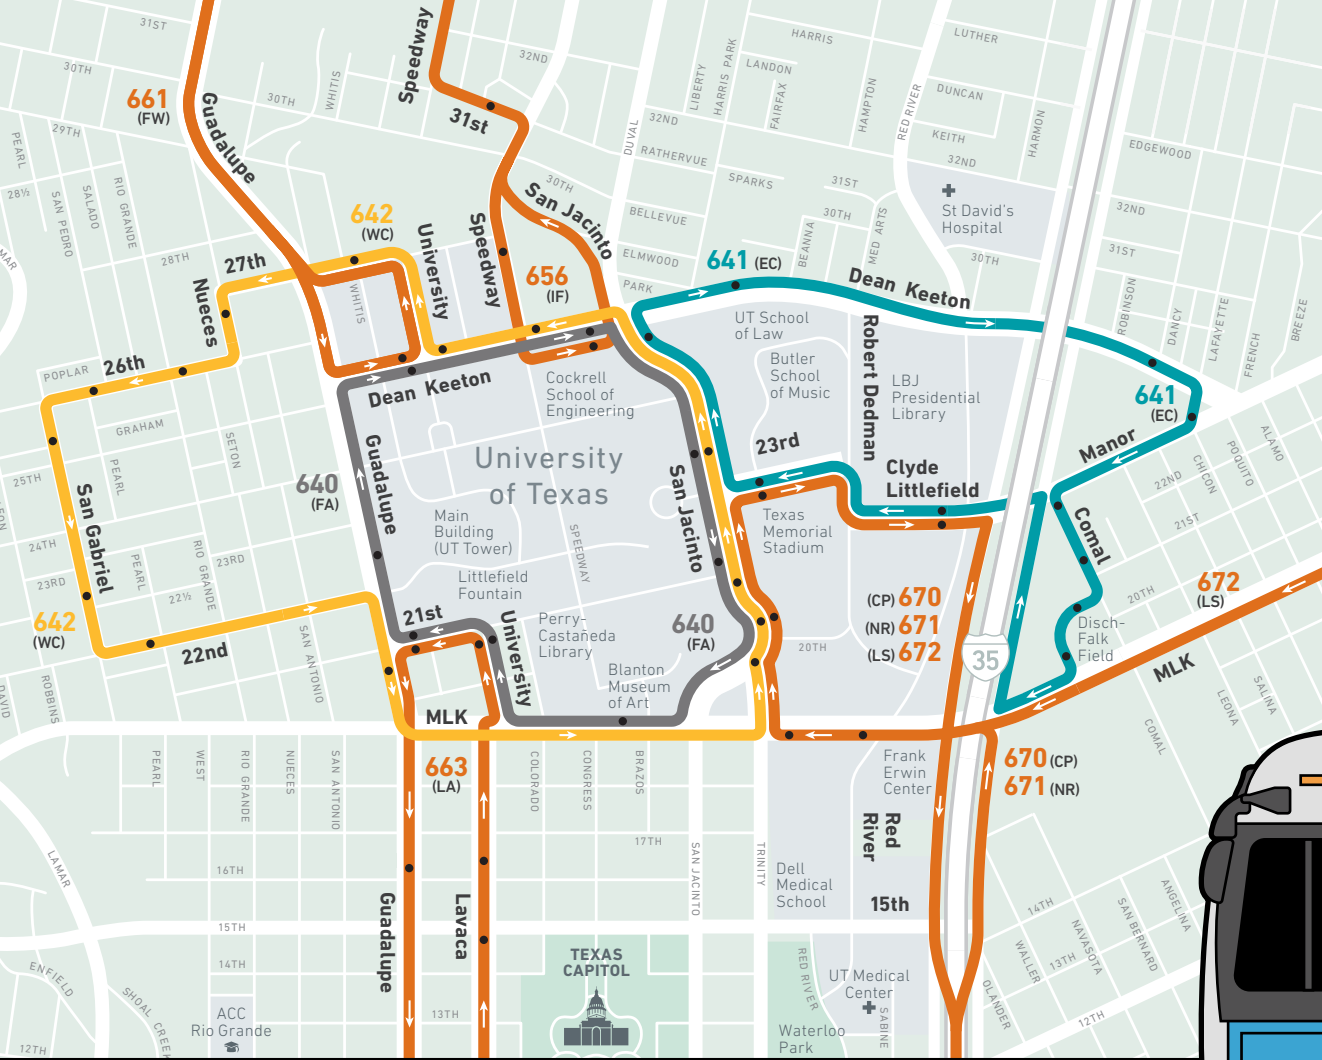 31ST
30TH
29TH
PEARL
28½
SAN PEDRO
SALADO
RIO GRANDE
28TH
661
(FW)
Guadalupe
30TH
WHITIS
Speedway
31st
32ND
30TH
San Jacinto
Speedway
656
(IF)
642
(WC)
University
27th
Nueces
WHITIS
26th
POPLAR
GRAHAM
PEARL
SETON
25TH
24TH
23RD
22½
PEARL
RIO GRANDE
23RD
San Gabriel
642
(WC)
22nd
SAN ANTONIO
DAVID
ROBBINS
DUVAL
32ND
RATHERVUE
SPARKS
BELLEVUE
ELMWOOD
PARK
LIBERTY
HARRIS PARK
HARRIS
LANDON
FAIRFAX
HAMPTON
31ST
30TH
BEANNA
MED ARTS
RED RIVER
LUTHER
DUNCAN
KEITH
32ND
HARMON
St David's
Hospital
30TH
EDGEWOOD
32ND
31ST
ROBINSON
DANCY
LAFAYETTE
FRENCH
BREEZE
641 (EC)
Dean Keeton
UT School
of Law
Butler
School
of Music
Robert Dedman
LBJ
Presidential
Library
641
(EC)
Manor
23rd
Clyde
Littlefield
Texas
Memorial
Stadium
Comal
ALAMO
POQUITO
CHICON
22ND
21ST
20TH
672
(LS)
Disch-
Falk
Field
MLK
SALINA
LEONA
COMAL
Dean Keeton
Cockrell
School of
Engineering
University
of Texas
Guadalupe
640
(FA)
Main
Building
(UT Tower)
SPEEDWAY
San Jacinto
Littlefield
Fountain
21st
University
Perry-
Castañeda
Library
640
(FA)
Blanton
Museum
of Art
(CP) 670
(NR) 671
(LS) 672
20TH
35
MLK
663
(LA)
670 (CP)
671 (NR)
Frank
Erwin
Center
Red
River
PEARL
WEST
RIO GRANDE
NUECES
SAN ANTONIO
COLORADO
CONGRESS
BRAZOS
17TH
SAN JACINTO
TRINITY
16TH
LAMAR
15TH
14TH
13TH
12TH
ENFIELD
SHOAL CREEK
ACC
Rio Grande
Guadalupe
Lavaca
TEXAS
CAPITOL
Dell
Medical
School
15th
UT Medical
Center
RED RIVER
SABINE
Waterloo
Park
OLANDER
WALLER
14TH
13TH
12TH
NAVASOTA
SAN BERNARD
ANGELINA